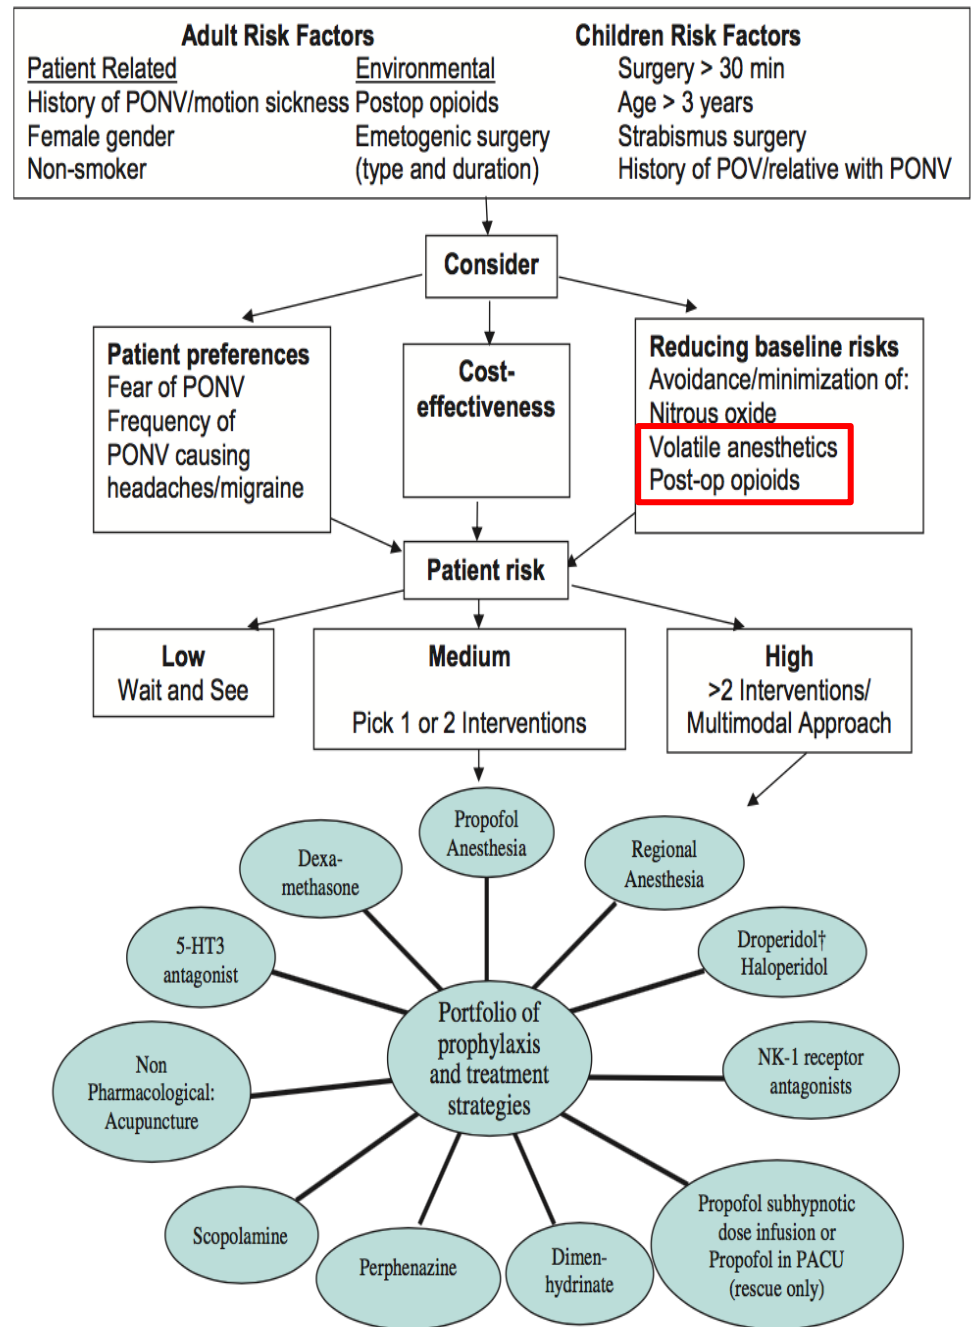 Adult Risk Factors
Patient Related
History of PONV/motion sickness
Female gender
Non-smoker
Environmental
Postop opioids
Emetogenic surgery
(type and duration)
Children Risk Factors
Surgery > 30 min
Age > 3 years
Strabismus surgery
History of POV/relative with PONV
Consider
Patient preferences
Fear of PONV
Frequency of
PONV causing
headaches/migraine
Cost-
effectiveness
Reducing baseline risks
Avoidance/minimization of:
Nitrous oxide
Volatile anesthetics
Post-op opioids
Patient risk
Low
Wait and See
Medium
Pick 1 or 2 Interventions
High
>2 Interventions/
Multimodal Approach
Propofol
Anesthesia
Regional
Anesthesia
Dexa-
methasone
Droperidol†
Haloperidol
5-HT3
antagonist
Portfolio of
prophylaxis
and treatment
strategies
NK-1 receptor
antagonists
Non
Pharmacological:
Acupuncture
Propofol subhypnotic
dose infusion or
Propofol in PACU
(rescue only)
Scopolamine
Perphenazine
Dimen-
hydrinate